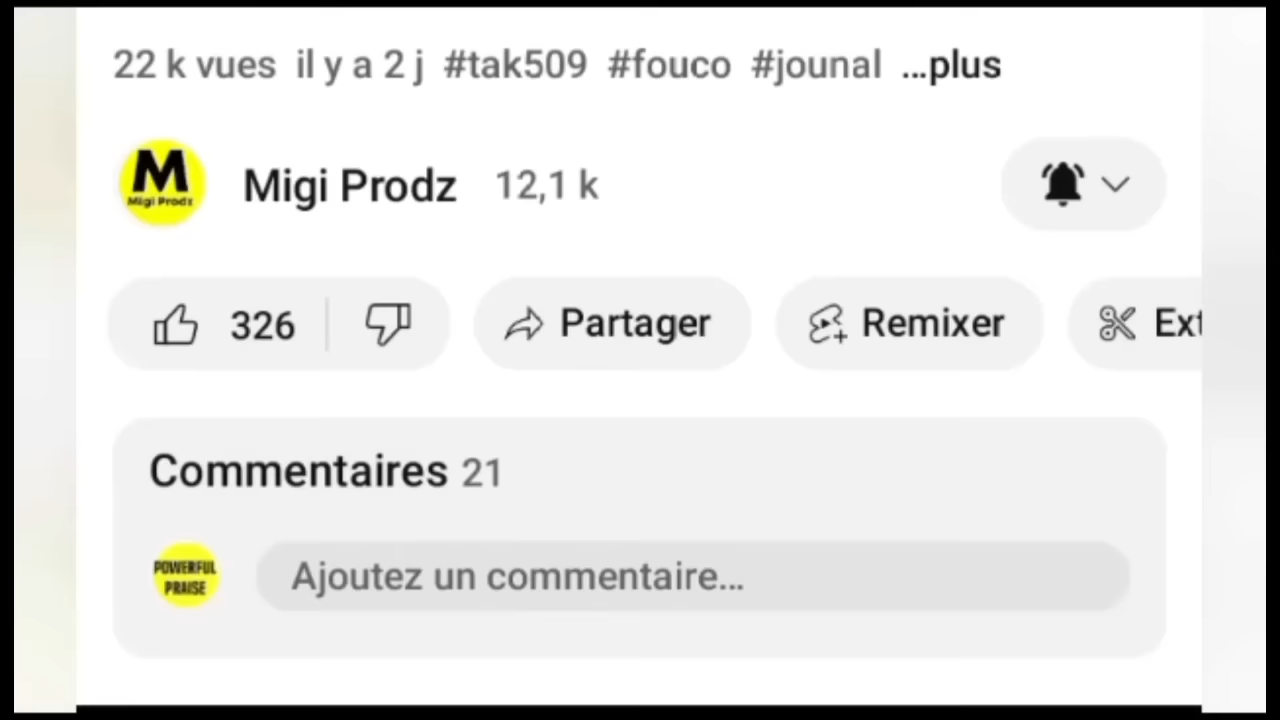 22 k vues il y a 2 j #tak509 #fouco #jounal ...plus
M
Migi Prodz
Migi Prodz 12,1 k
326 Partager Remixer Ext
Commentaires 21
POWERFUL
PRAISE
Ajoutez un commentaire...